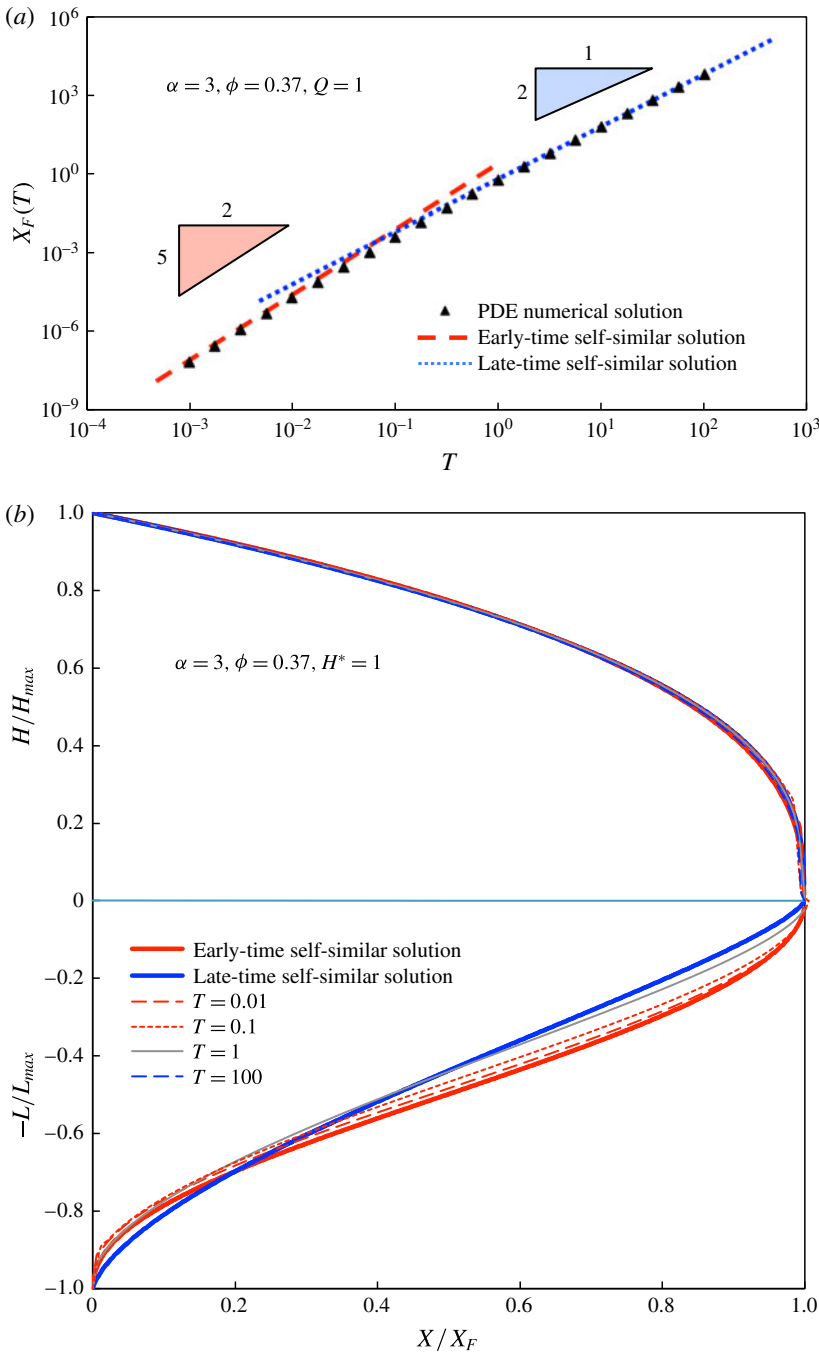 (a)
10^6
10^3
10^0
10^−3
10^−6
10^−9
X_F(T)
α = 3, ϕ = 0.37, Q = 1
1
2
2
5
PDE numerical solution
Early-time self-similar solution
Late-time self-similar solution
10^−4 10^−3 10^−2 10^−1 10^0 10^1 10^2 10^3
T
(b)
1.0
0.8
0.6
0.4
0.2
0
−0.2
−0.4
−0.6
−0.8
−1.0
H/H_max
−L/L_max
α = 3, ϕ = 0.37, H* = 1
Early-time self-similar solution
Late-time self-similar solution
T = 0.01
T = 0.1
T = 1
T = 100
0 0.2 0.4 0.6 0.8 1.0
X/X_F